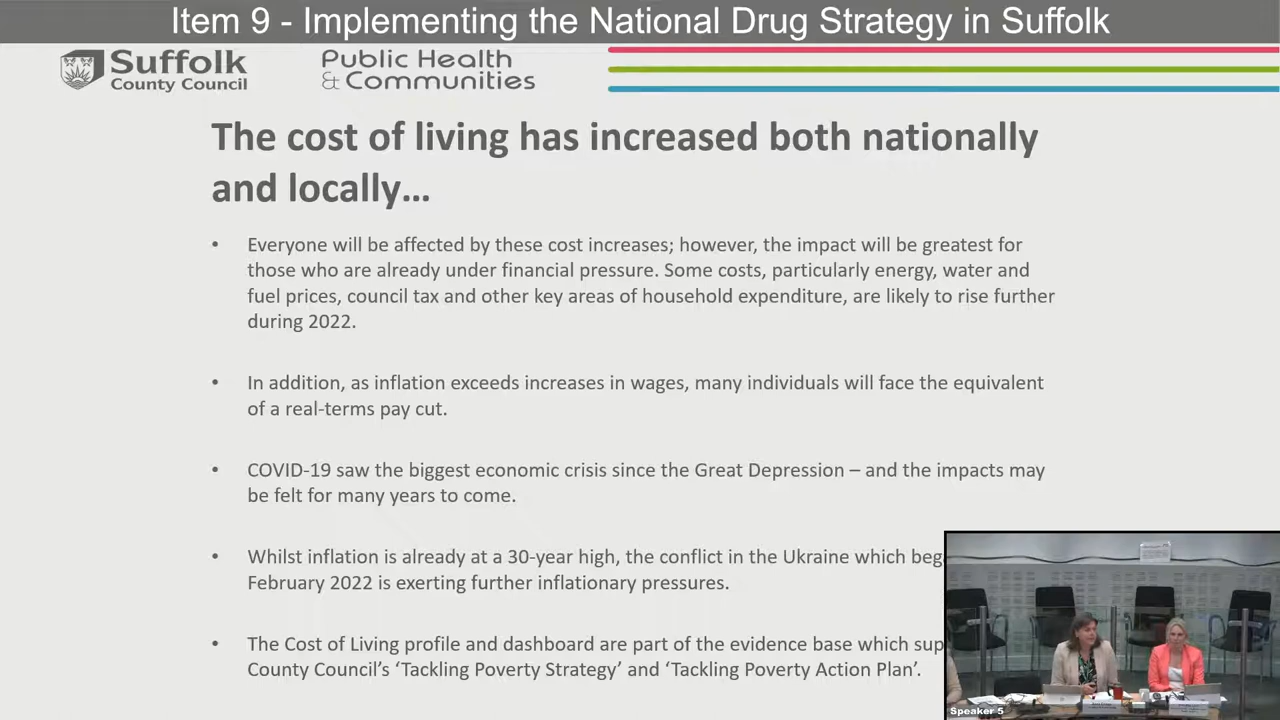 Item 9 - Implementing the National Drug Strategy in Suffolk
Suffolk
County Council
Public Health
& Communities
The cost of living has increased both nationally
and locally…
• Everyone will be affected by these cost increases; however, the impact will be greatest for
those who are already under financial pressure. Some costs, particularly energy, water and
fuel prices, council tax and other key areas of household expenditure, are likely to rise further
during 2022.
• In addition, as inflation exceeds increases in wages, many individuals will face the equivalent
of a real-terms pay cut.
• COVID-19 saw the biggest economic crisis since the Great Depression – and the impacts may
be felt for many years to come.
• Whilst inflation is already at a 30-year high, the conflict in the Ukraine which beg
February 2022 is exerting further inflationary pressures.
• The Cost of Living profile and dashboard are part of the evidence base which sup
County Council's 'Tackling Poverty Strategy' and 'Tackling Poverty Action Plan'.
Speaker 5